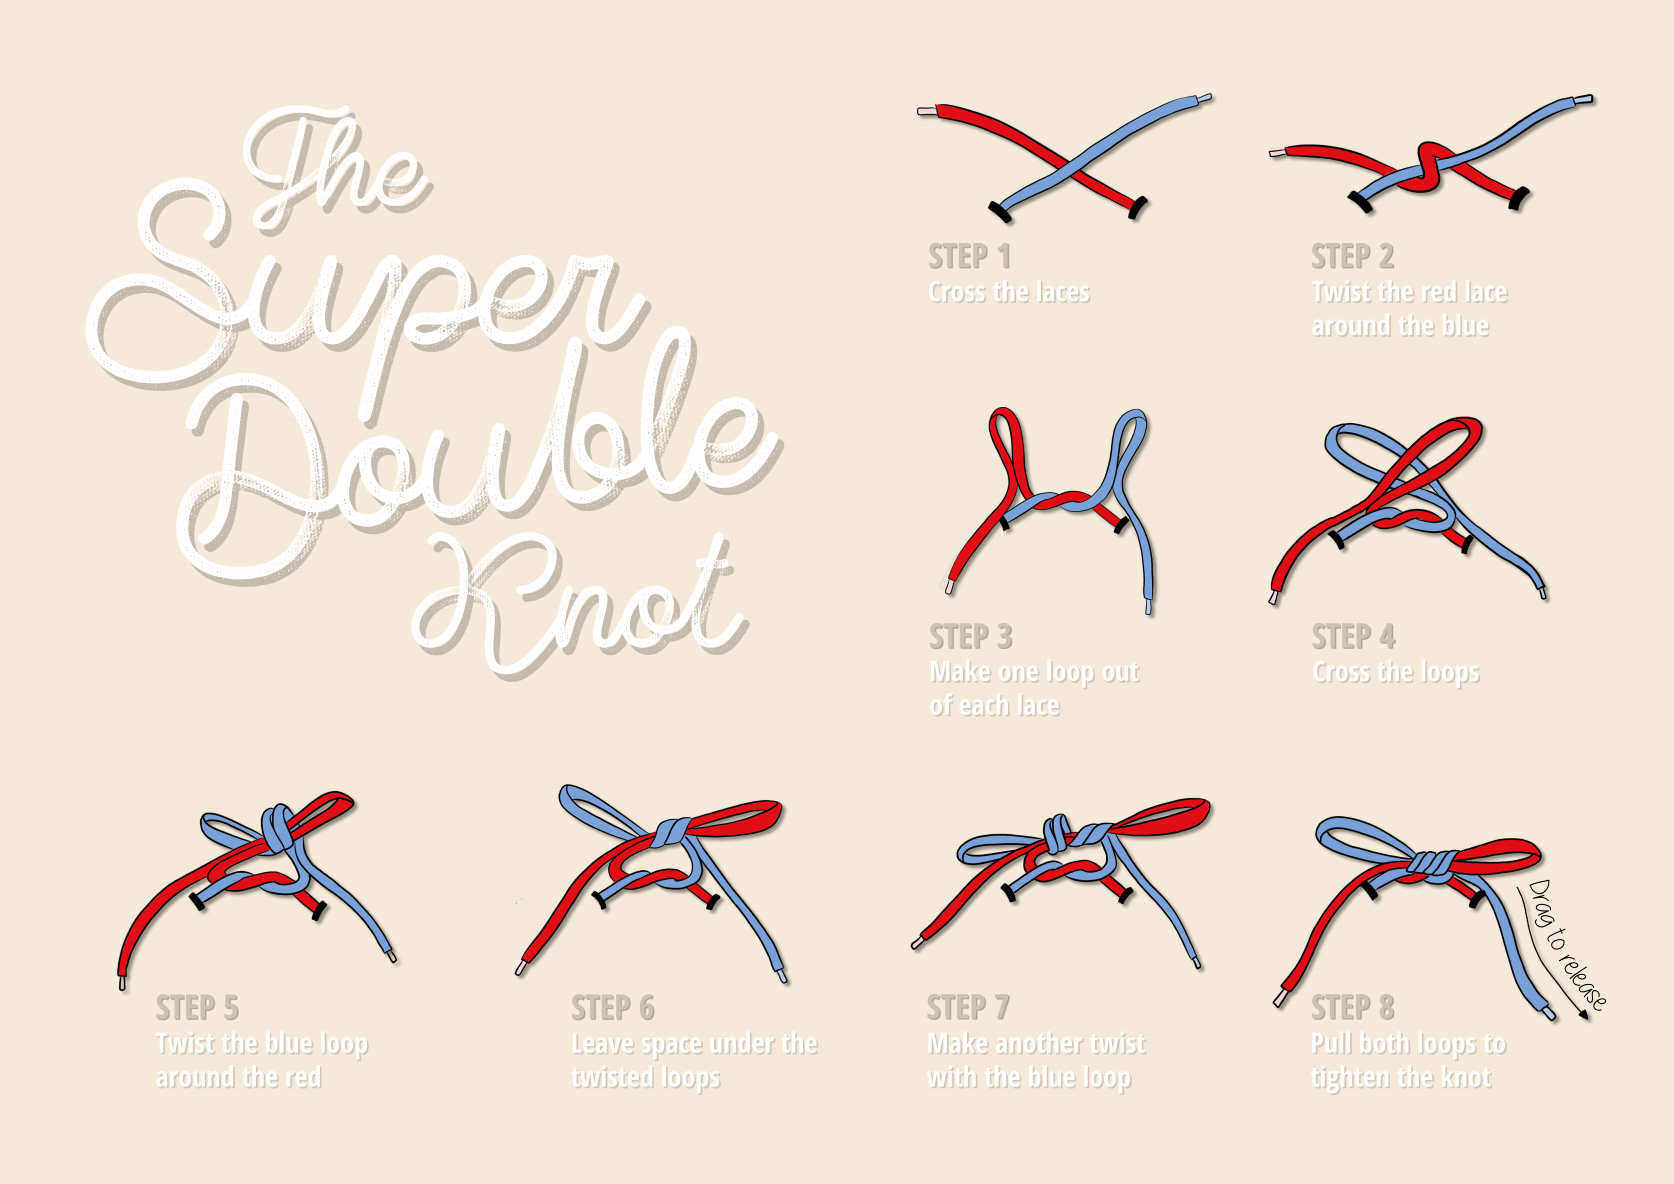 The
Super
Double
Knot
STEP 1
Cross the laces
STEP 2
Twist the red lace
around the blue
STEP 3
Make one loop out
of each lace
STEP 4
Cross the loops
STEP 5
Twist the blue loop
around the red
STEP 6
Leave space under the
twisted loops
STEP 7
Make another twist
with the blue loop
Drag to release
STEP 8
Pull both loops to
tighten the knot